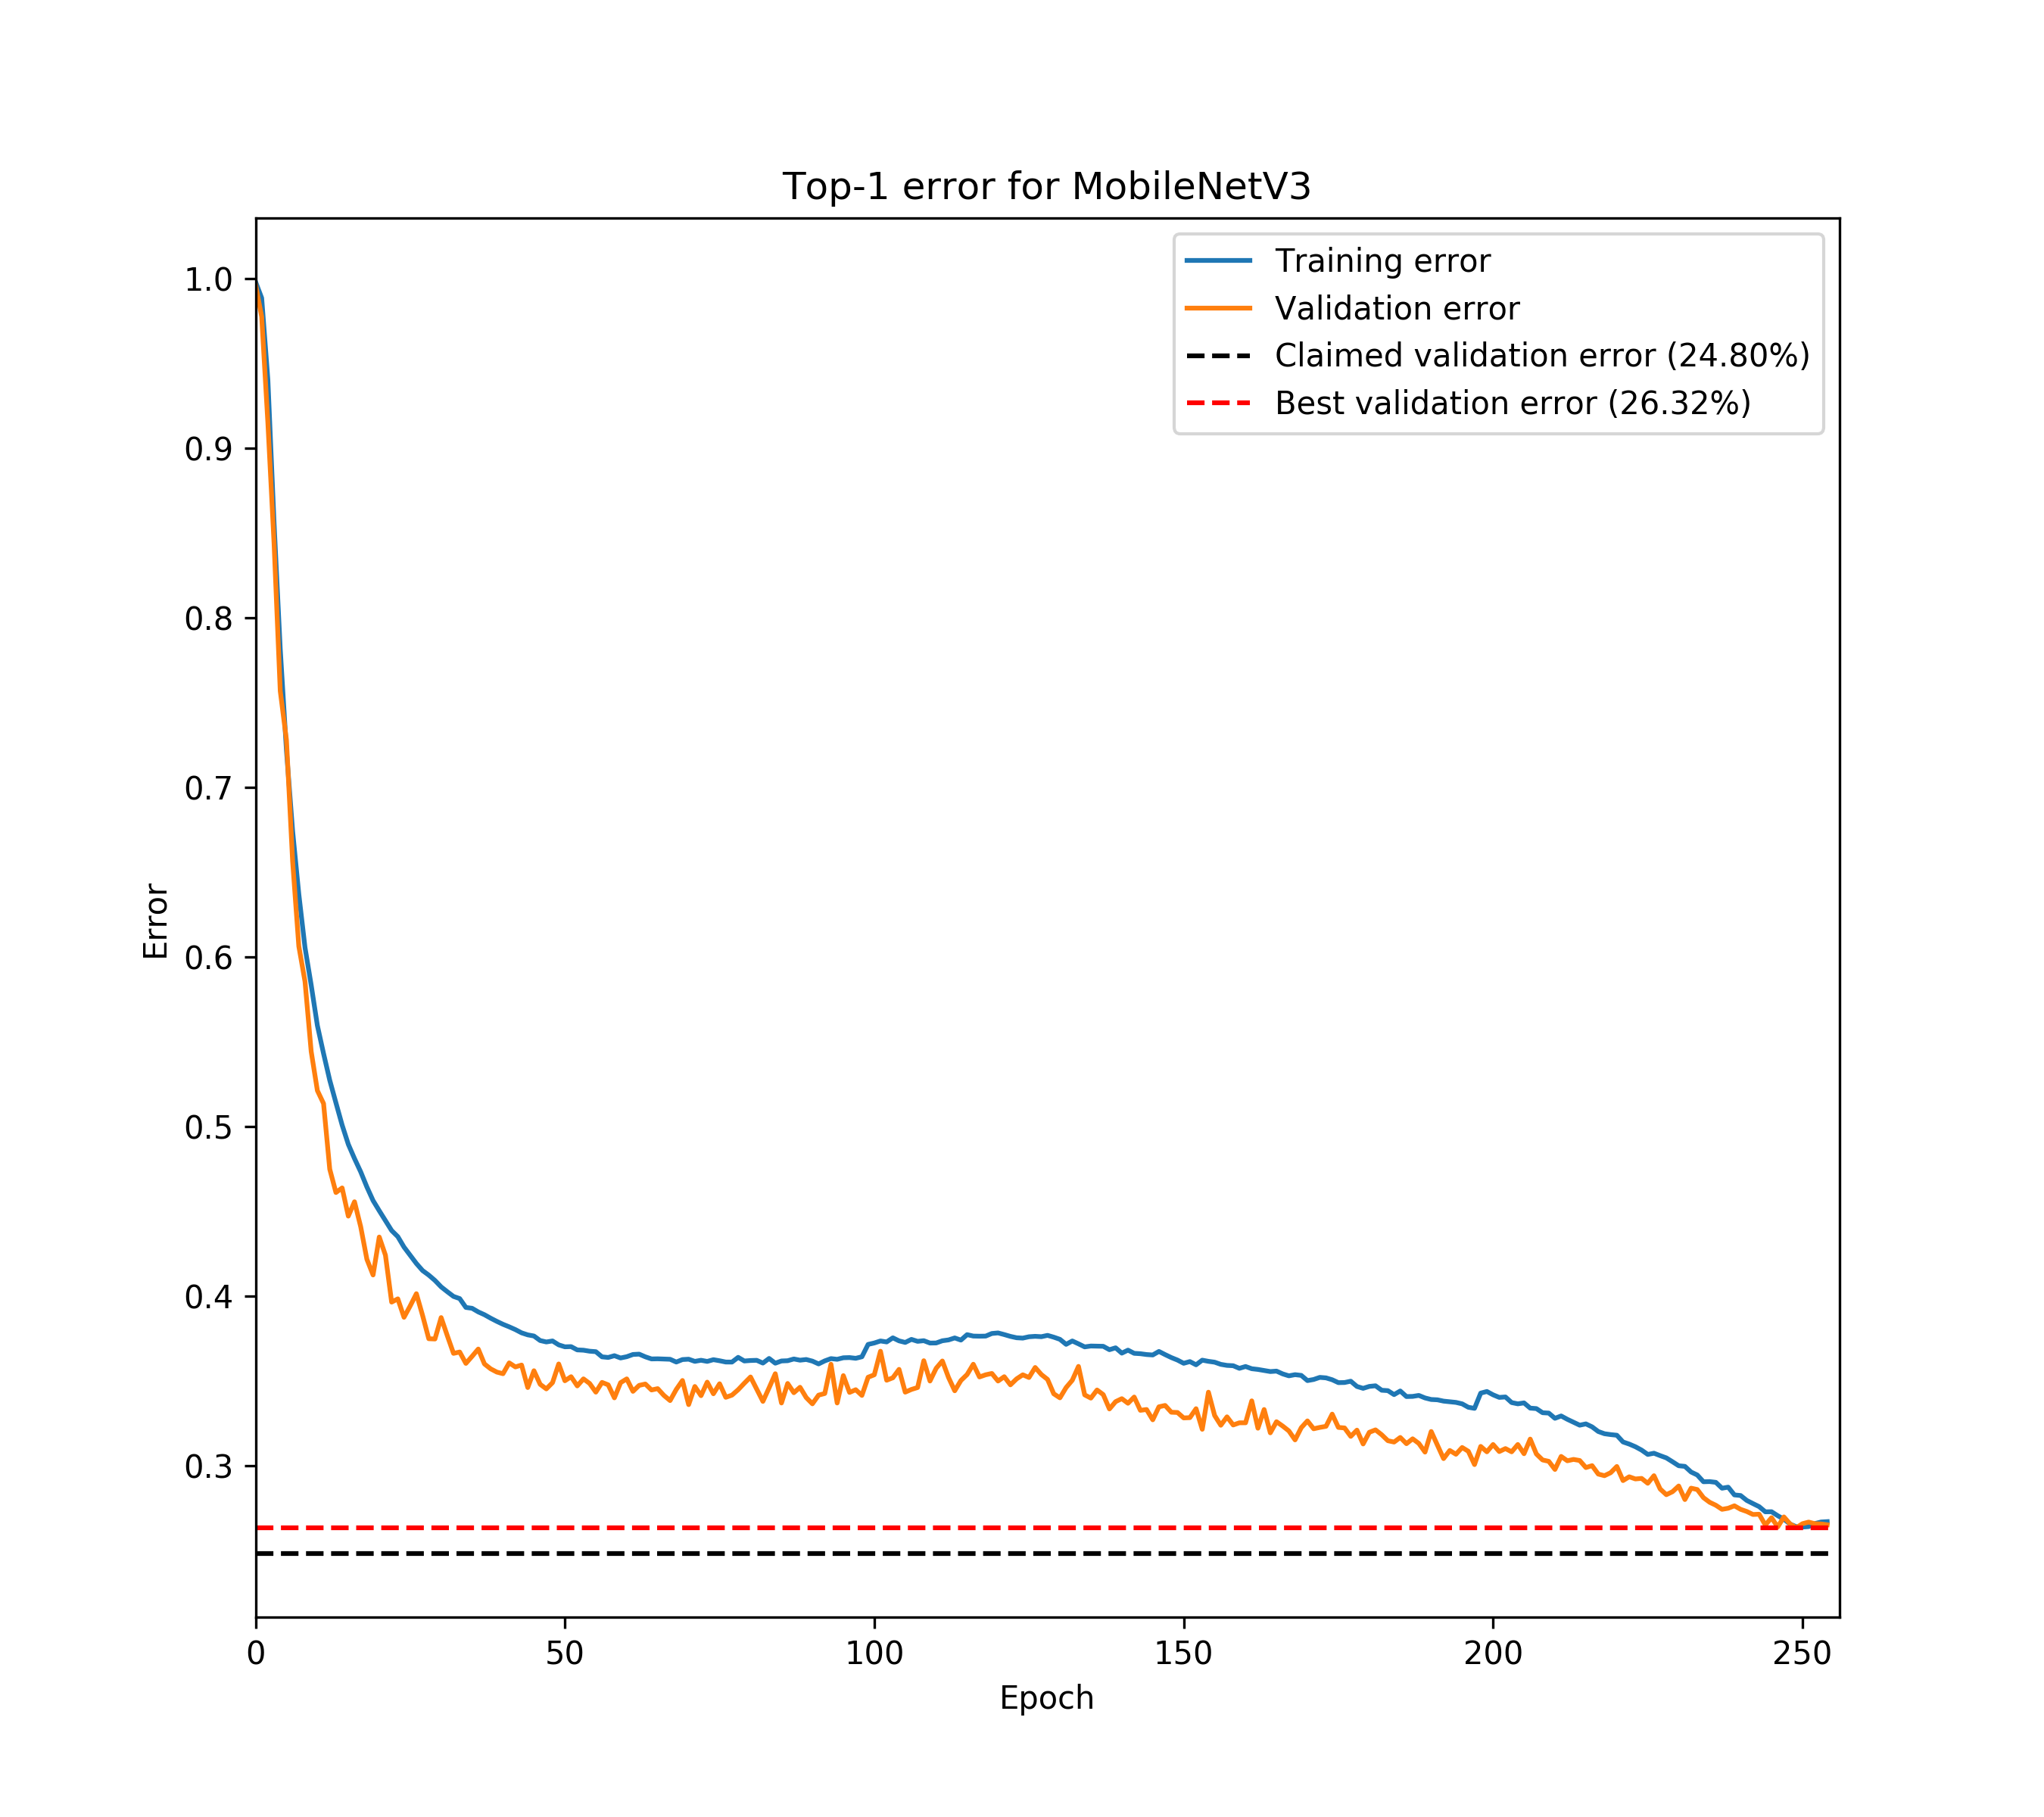 Top-1 error for MobileNetV3
Training error
Validation error
Claimed validation error (24.80%)
Best validation error (26.32%)
1.0
0.9
0.8
0.7
0.6
0.5
0.4
0.3
Error
0 50 100 150 200 250
Epoch